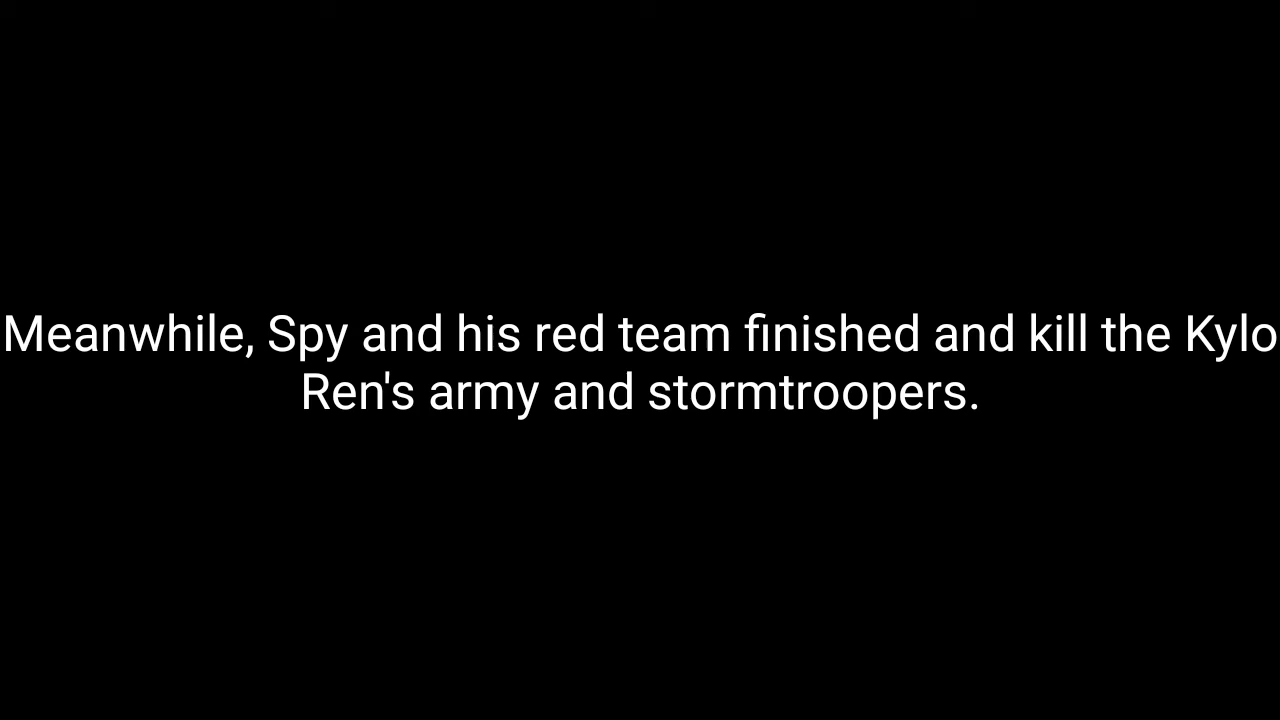 Meanwhile, Spy and his red team finished and kill the Kylo
Ren's army and stormtroopers.